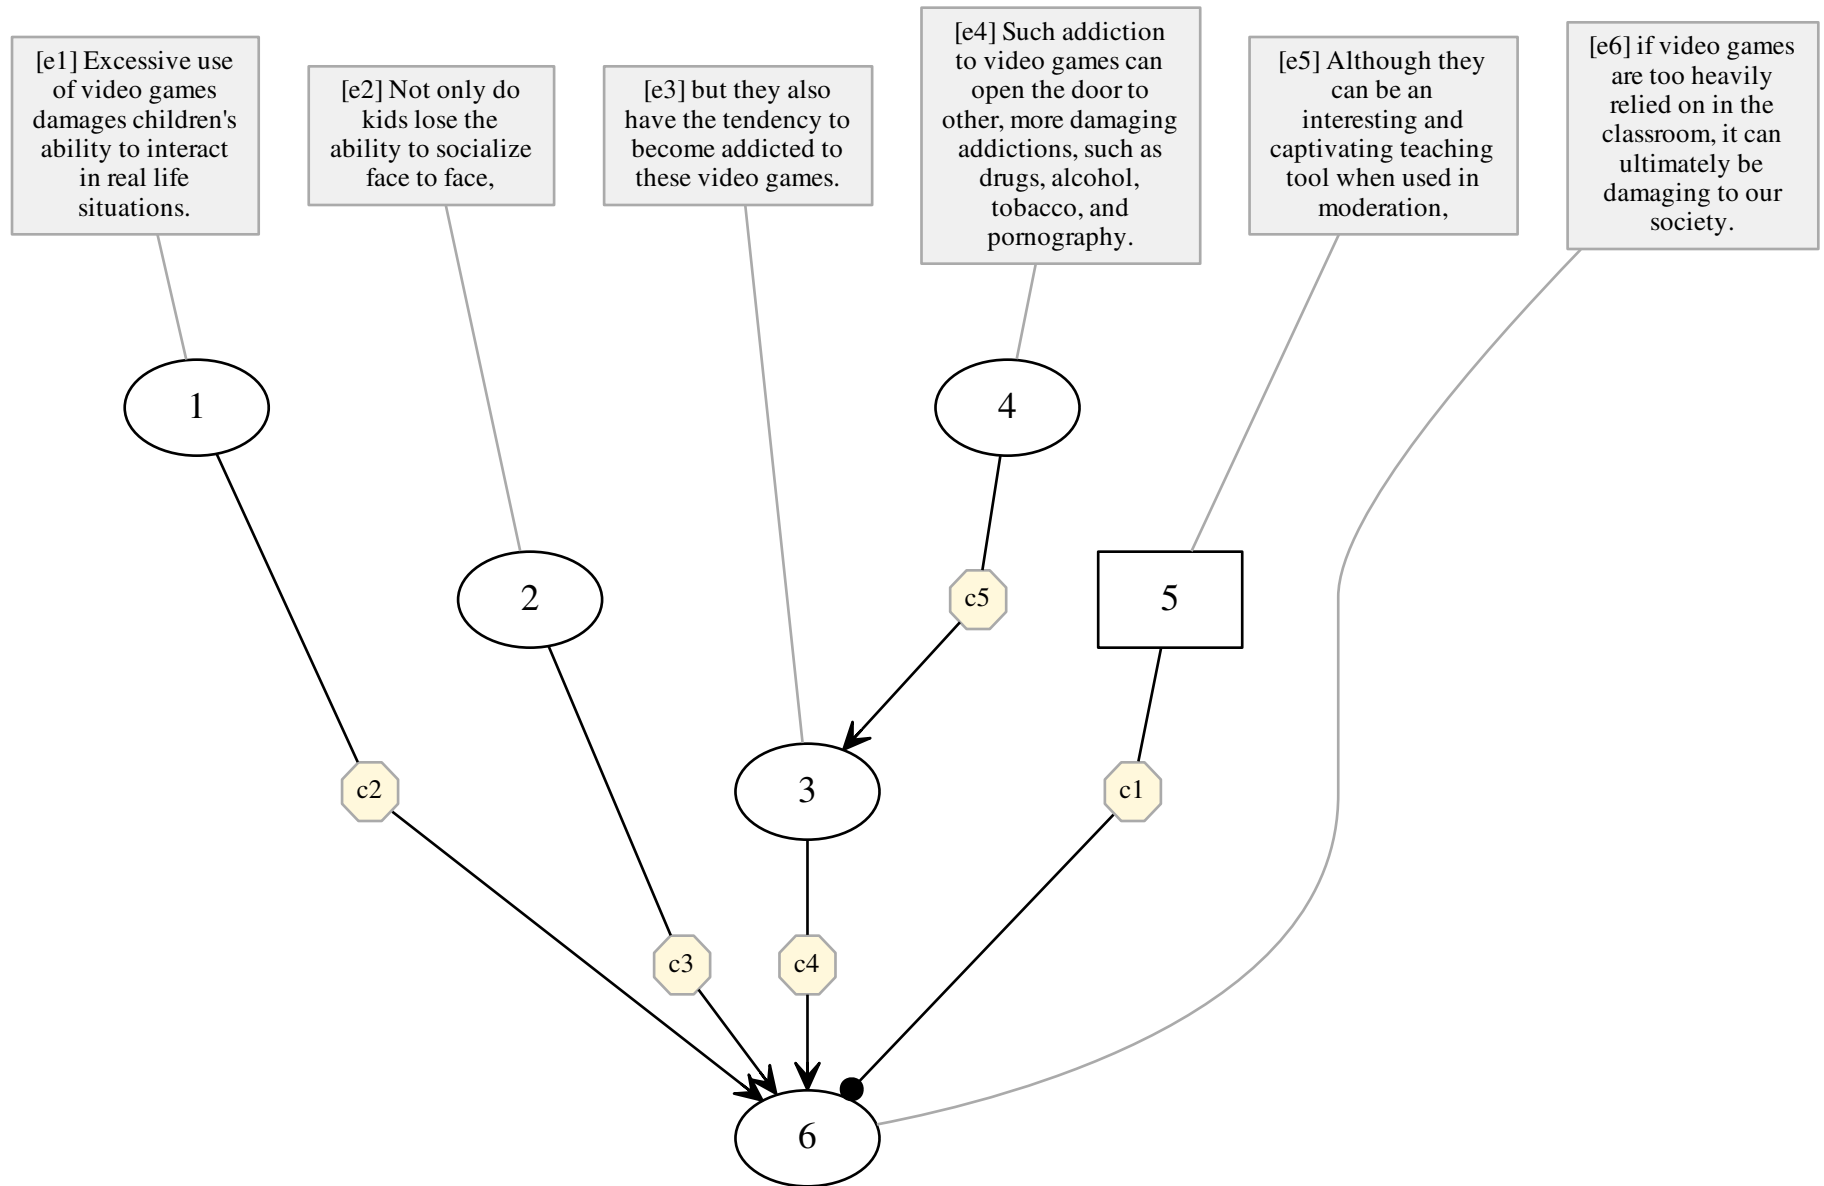 [e1] Excessive use
of video games
damages children's
ability to interact
in real life
situations.
[e2] Not only do
kids lose the
ability to socialize
face to face,
[e3] but they also
have the tendency to
become addicted to
these video games.
[e4] Such addiction
to video games can
open the door to
other, more damaging
addictions, such as
drugs, alcohol,
tobacco, and
pornography.
[e5] Although they
can be an
interesting and
captivating teaching
tool when used in
moderation,
[e6] if video games
are too heavily
relied on in the
classroom, it can
ultimately be
damaging to our
society.
1
4
2
c5
5
c2
3
c1
c3
c4
6